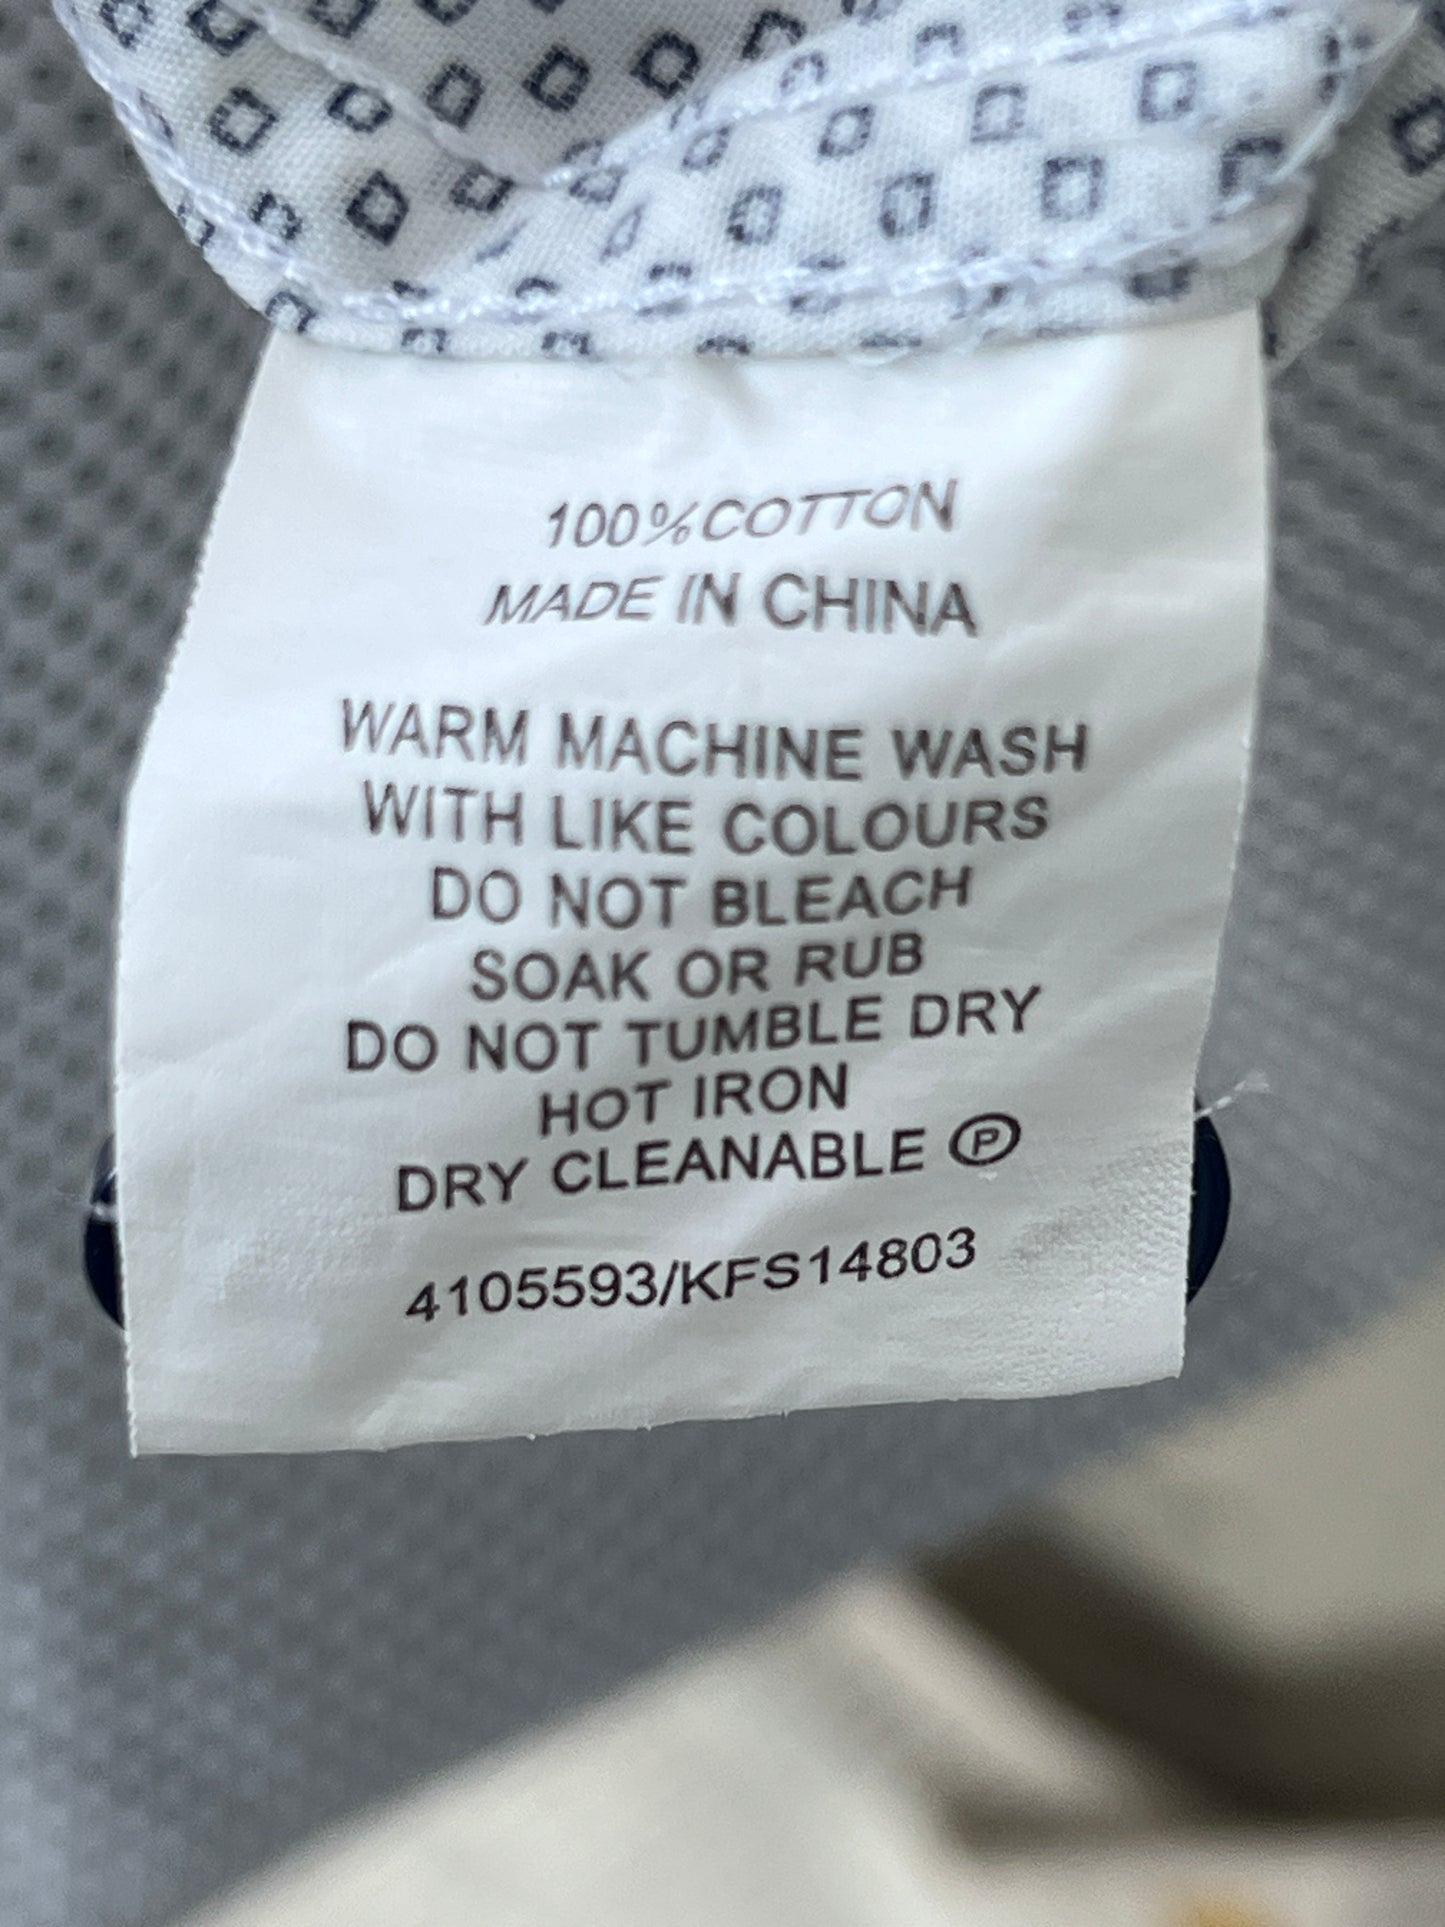 100%COTTON
MADE IN CHINA
WARM MACHINE WASH
WITH LIKE COLOURS
DO NOT BLEACH
SOAK OR RUB
DO NOT TUMBLE DRY
HOT IRON
DRY CLEANABLE Ⓟ
4105593/KFS14803